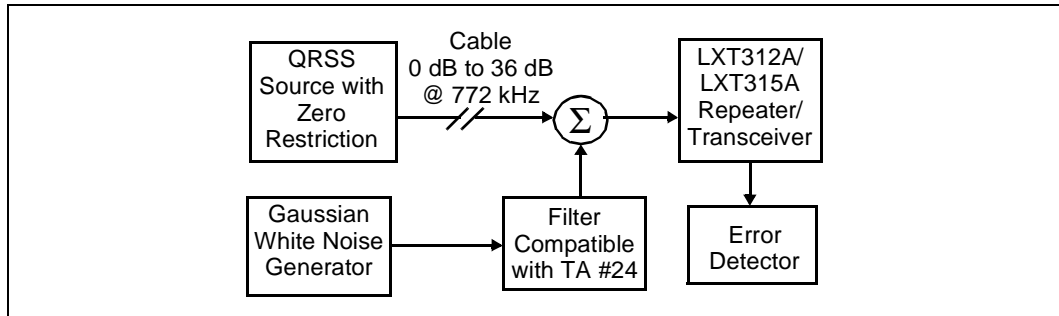 QRSS
Source with
Zero
Restriction
Cable
0 dB to 36 dB
@ 772 kHz
Σ
LXT312A/
LXT315A
Repeater/
Transceiver
Gaussian
White Noise
Generator
Filter
Compatible
with TA #24
Error
Detector